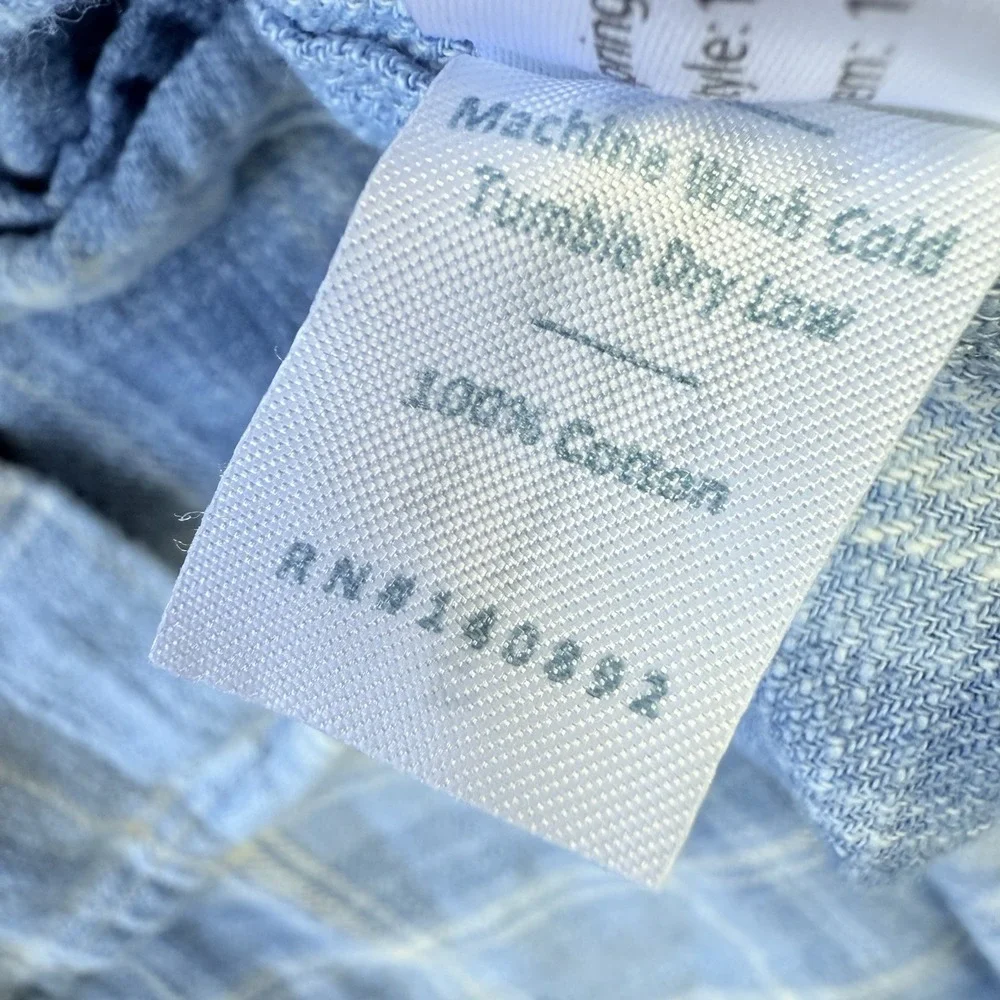 Machine Wash Cold
Tumble Dry Low
100% Cotton
RN#140892